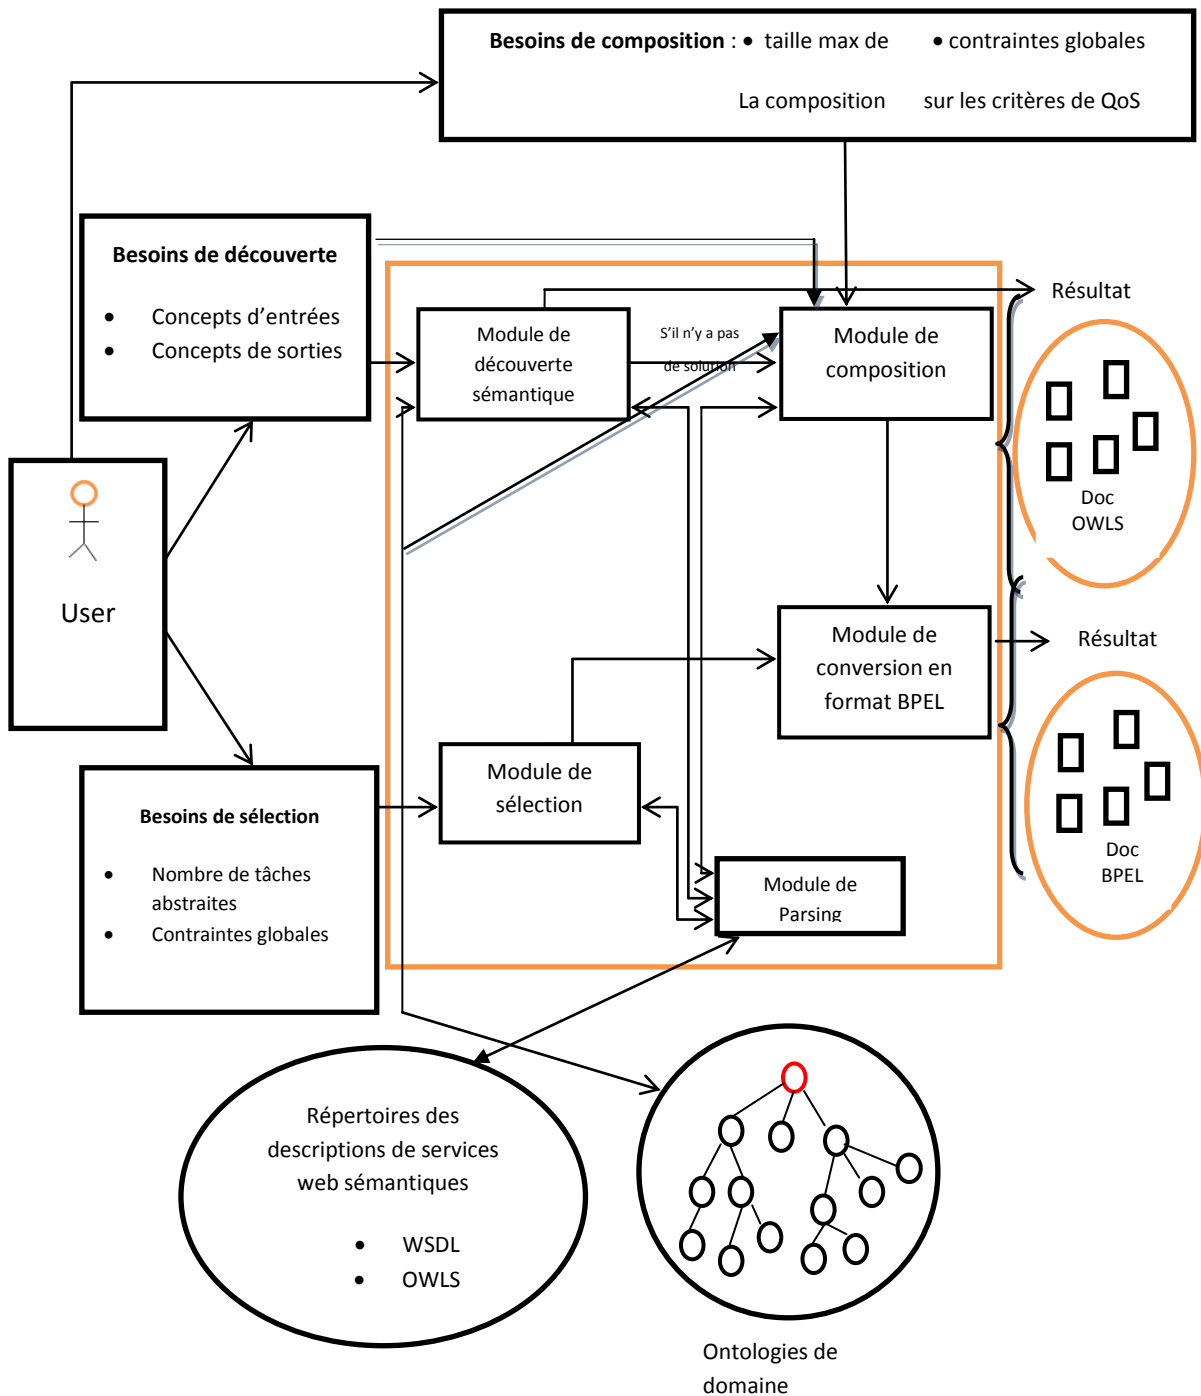 Besoins de composition : • taille max de • contraintes globales
La composition sur les critères de QoS
Besoins de découverte
• Concepts d'entrées
• Concepts de sorties
Module de
découverte
sémantique
S'il n'y a pas
de solution
Module de
composition
Résultat
Doc
OWLS
User
Module de
conversion en
format BPEL
Résultat
Doc
BPEL
Besoins de sélection
• Nombre de tâches
abstraites
• Contraintes globales
Module de
sélection
Module de
Parsing
Répertoires des
descriptions de services
web sémantiques
• WSDL
• OWLS
Ontologies de
domaine